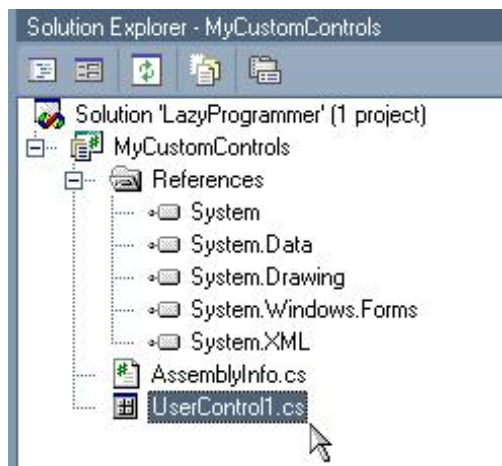 Solution Explorer - MyCustomControls
Solution 'LazyProgrammer' (1 project)
MyCustomControls
References
System
System.Data
System.Drawing
System.Windows.Forms
System.XML
AssemblyInfo.cs
UserControl1.cs